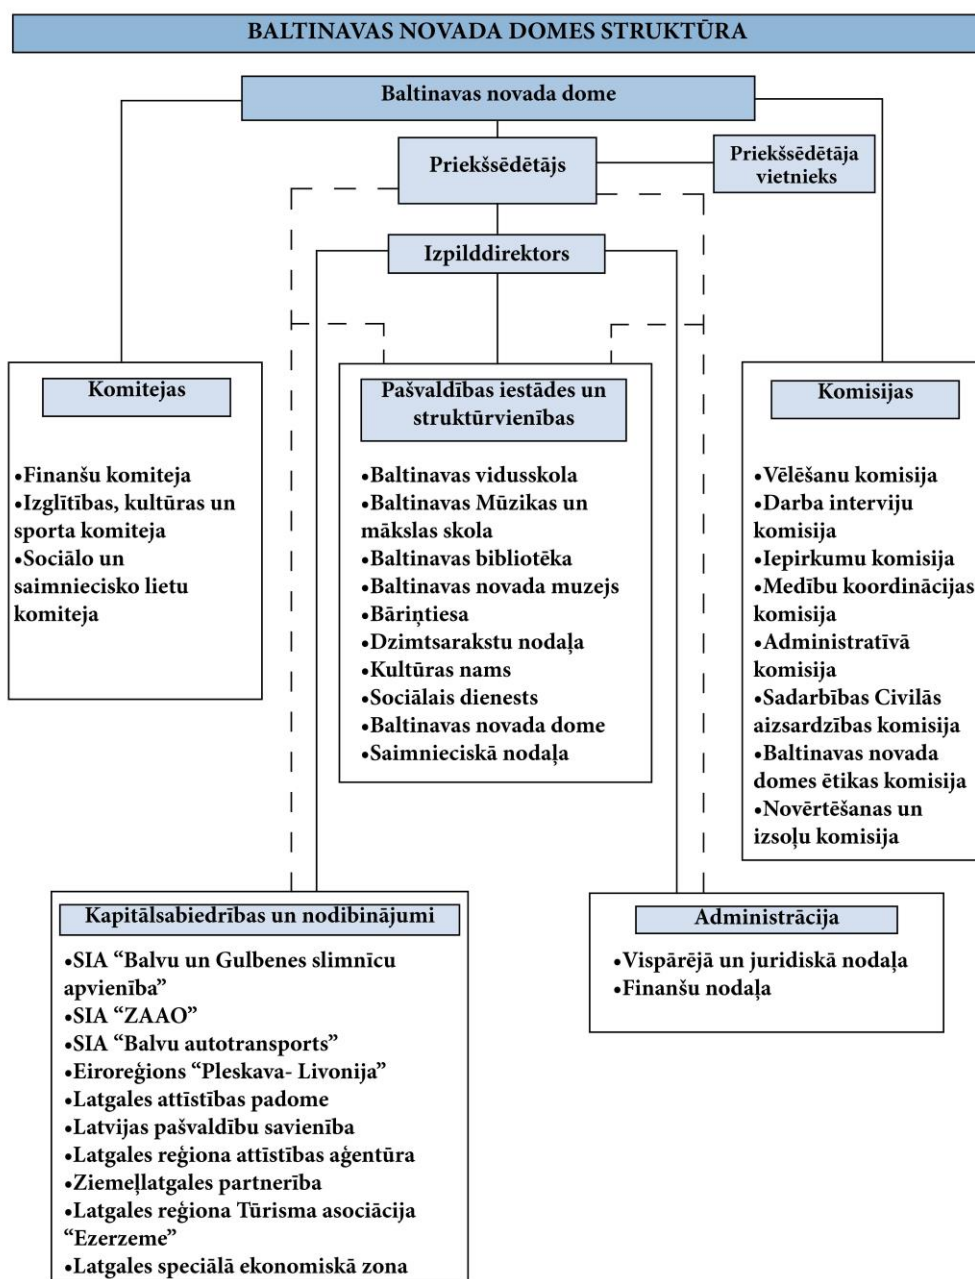 BALTINAVAS NOVADA DOMES STRUKTŪRA
Baltinavas novada dome
Priekšsēdētājs
Priekšsēdētāja
vietnieks
Izpilddirektors
Komitejas
•Finanšu komiteja
•Izglītības, kultūras un
sporta komiteja
•Sociālo un
saimniecisko lietu
komiteja
Pašvaldības iestādes un
struktūrvienības
•Baltinavas vidusskola
•Baltinavas Mūzikas un
mākslas skola
•Baltinavas bibliotēka
•Baltinavas novada muzejs
•Bāriņtiesa
•Dzimtsarakstu nodaļa
•Kultūras nams
•Sociālais dienests
•Baltinavas novada dome
•Saimnieciskā nodaļa
Komisijas
•Vēlēšanu komisija
•Darba interviju
komisija
•Iepirkumu komisija
•Medību koordinācijas
komisija
•Administratīvā
komisija
•Sadarbības Civilās
aizsardzības komisija
•Baltinavas novada
domes ētikas komisija
•Novērtēšanas un
izsoļu komisija
Kapitālsabiedrības un nodibinājumi
•SIA “Balvu un Gulbenes slimnīcu
apvienība”
•SIA “ZAAO”
•SIA “Balvu autotransports”
•Eiroreģions “Pleskava- Livonija”
•Latgales attīstības padome
•Latvijas pašvaldību savienība
•Latgales reģiona attīstības aģentūra
•Ziemeļlatgales partnerība
•Latgales reģiona Tūrisma asociācija
“Ezerzeme”
•Latgales speciālā ekonomiskā zona
Administrācija
•Vispārējā un juridiskā nodaļa
•Finanšu nodaļa